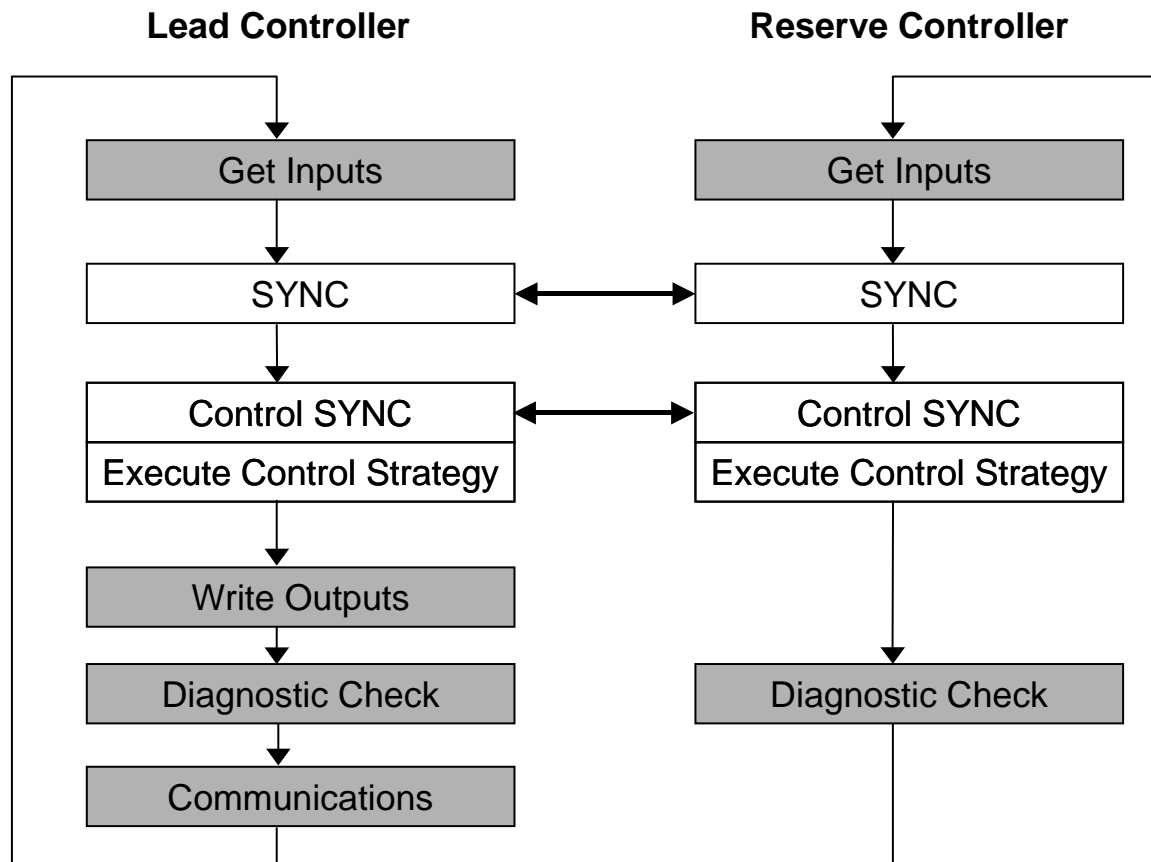 Lead Controller
Reserve Controller
Get Inputs
Get Inputs
SYNC
SYNC
Control SYNC
Control SYNC
Execute Control Strategy
Execute Control Strategy
Write Outputs
Diagnostic Check
Diagnostic Check
Communications